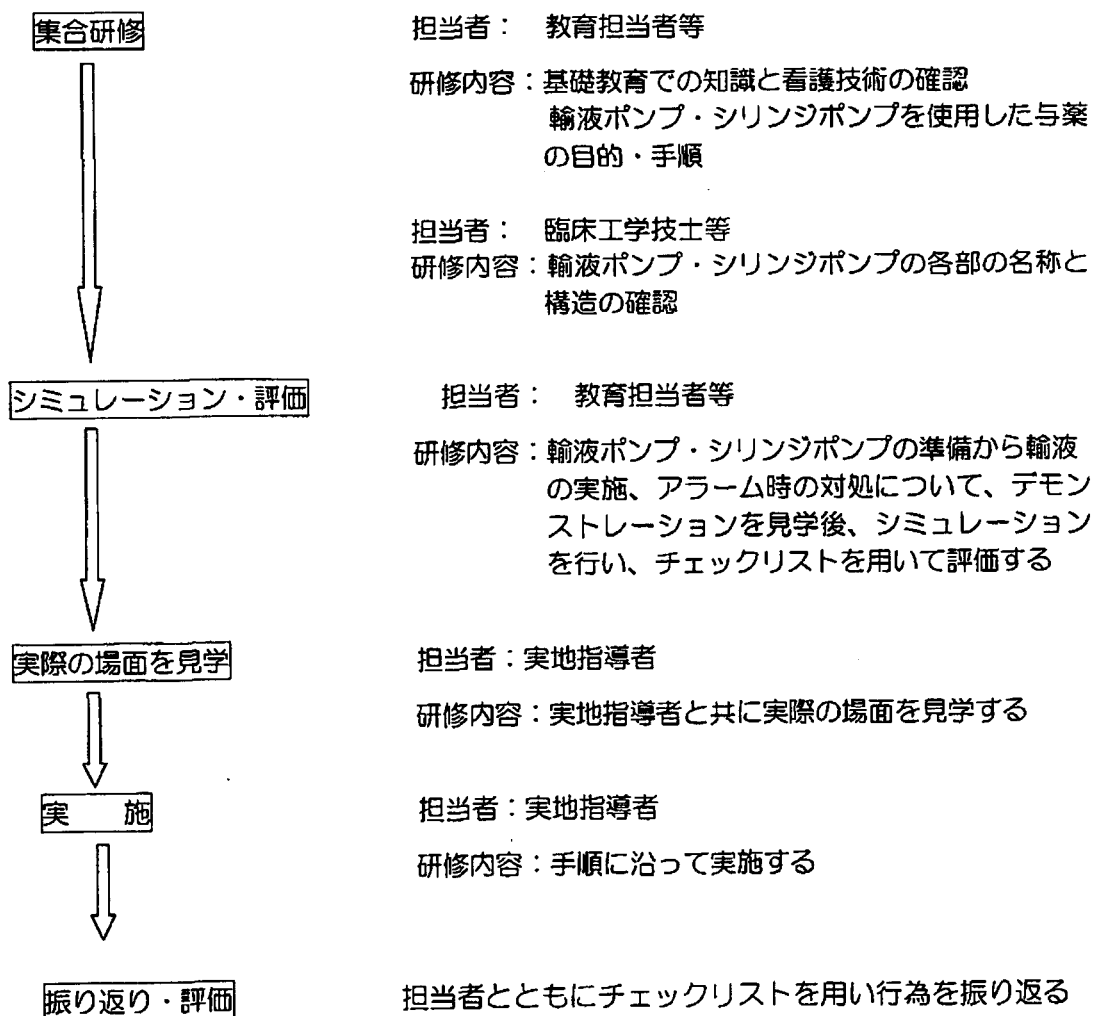 集合研修
担当者： 教育担当者等
研修内容：基礎教育での知識と看護技術の確認
輸液ポンプ・シリンジポンプを使用した与薬
の目的・手順
担当者： 臨床工学技士等
研修内容：輸液ポンプ・シリンジポンプの各部の名称と
構造の確認
シミュレーション・評価
担当者： 教育担当者等
研修内容：輸液ポンプ・シリンジポンプの準備から輸液
の実施、アラーム時の対処について、デモン
ストレーションを見学後、シミュレーション
を行い、チェックリストを用いて評価する
実際の場面を見学
担当者：実地指導者
研修内容：実地指導者と共に実際の場面を見学する
実 施
担当者：実地指導者
研修内容：手順に沿って実施する
振り返り・評価
担当者とともにチェックリストを用い行為を振り返る